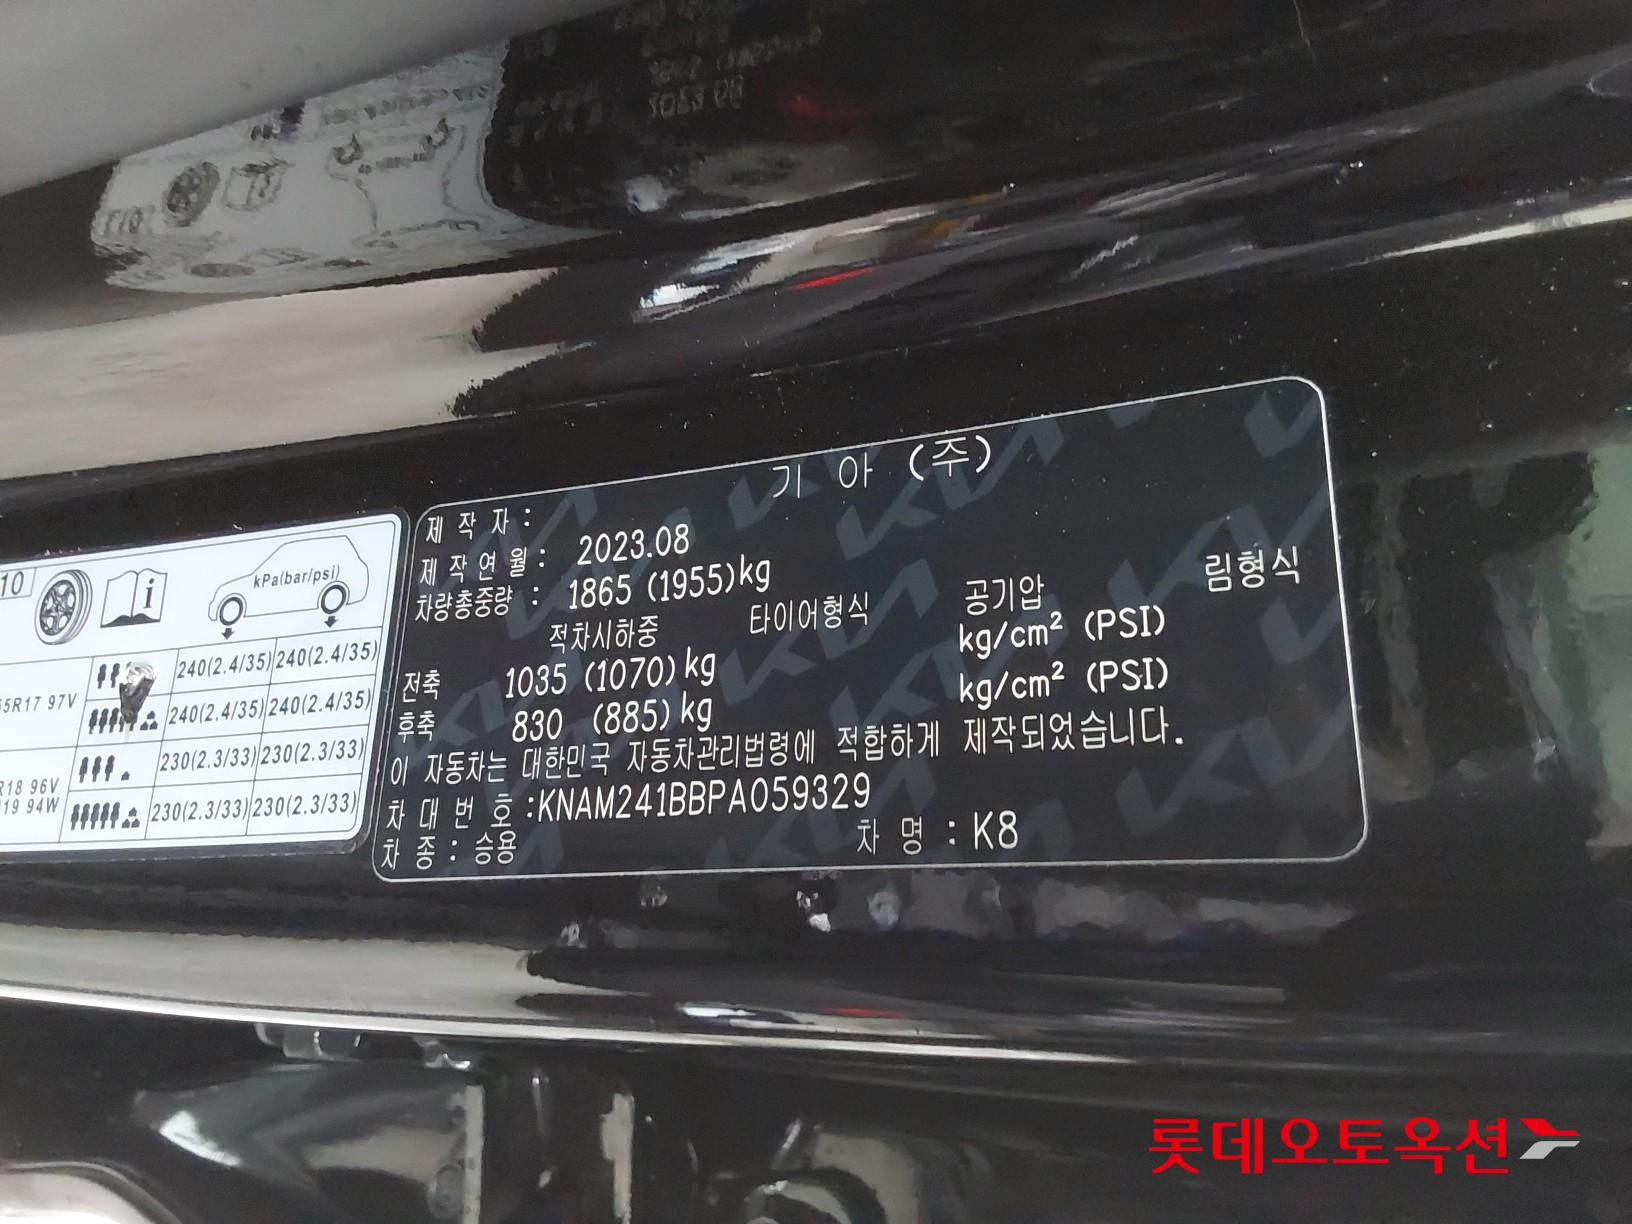 기 아 (주)
제 작 자 :
제 작 연 월 : 2023.08
차량총중량 : 1865 (1955)kg
적차시하중 타이어형식 공기압 림형식
전축 1035 (1070)kg kg/cm² (PSI)
후축 830 (885)kg kg/cm² (PSI)
이 자동차는 대한민국 자동차관리법령에 적합하게 제작되었습니다.
차 대 번 호 :KNAM241BBPA059329
차 종 : 승용 차 명 : K8
10 i kPa(bar/psi)
5R17 97V 240(2.4/35) 240(2.4/35)
240(2.4/35) 240(2.4/35)
R18 96V 230(2.3/33) 230(2.3/33)
19 94W 230(2.3/33) 230(2.3/33)
롯데오토옥션